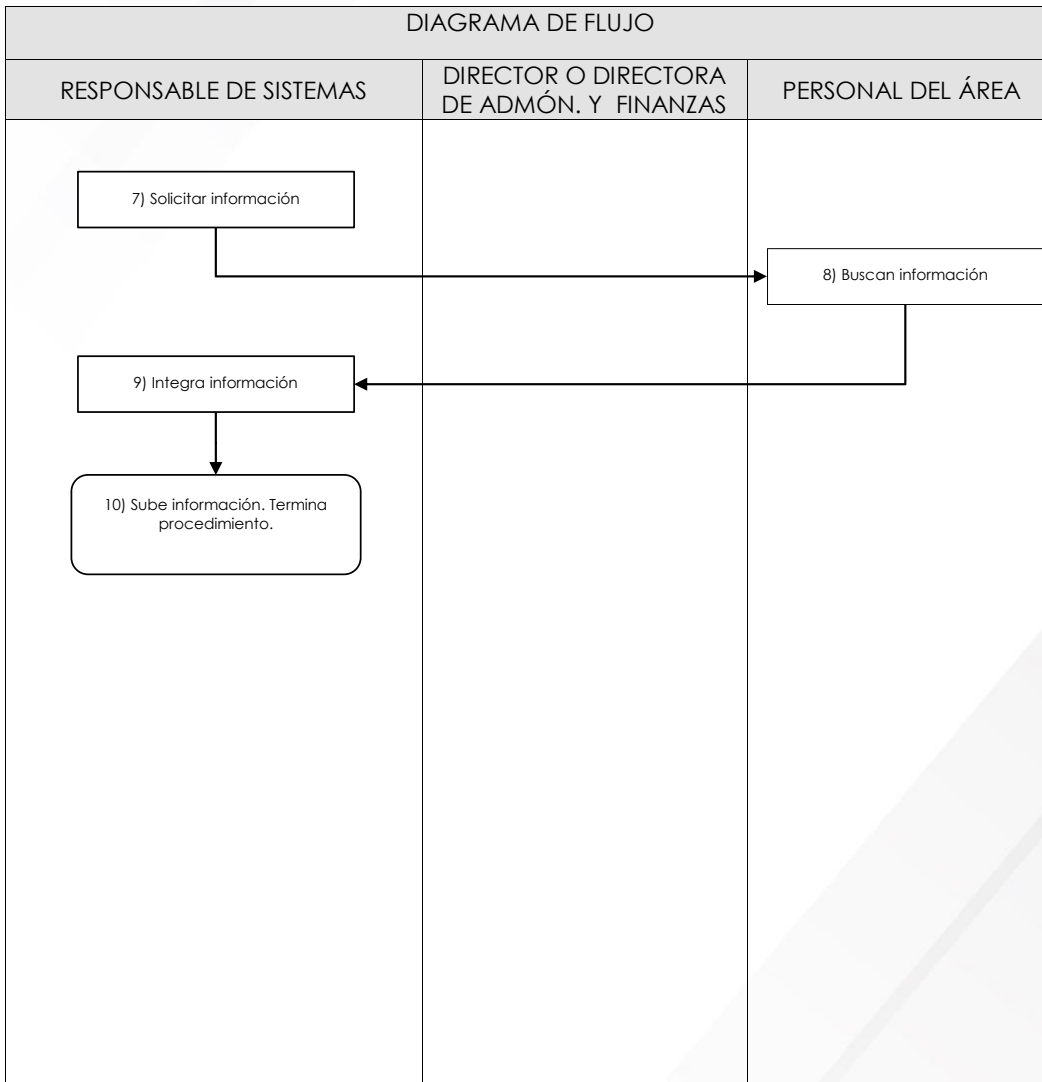 DIAGRAMA DE FLUJO
RESPONSABLE DE SISTEMAS
DIRECTOR O DIRECTORA
DE ADMÓN. Y FINANZAS
PERSONAL DEL ÁREA
7) Solicitar información
8) Buscan información
9) Integra información
10) Sube información. Termina
procedimiento.